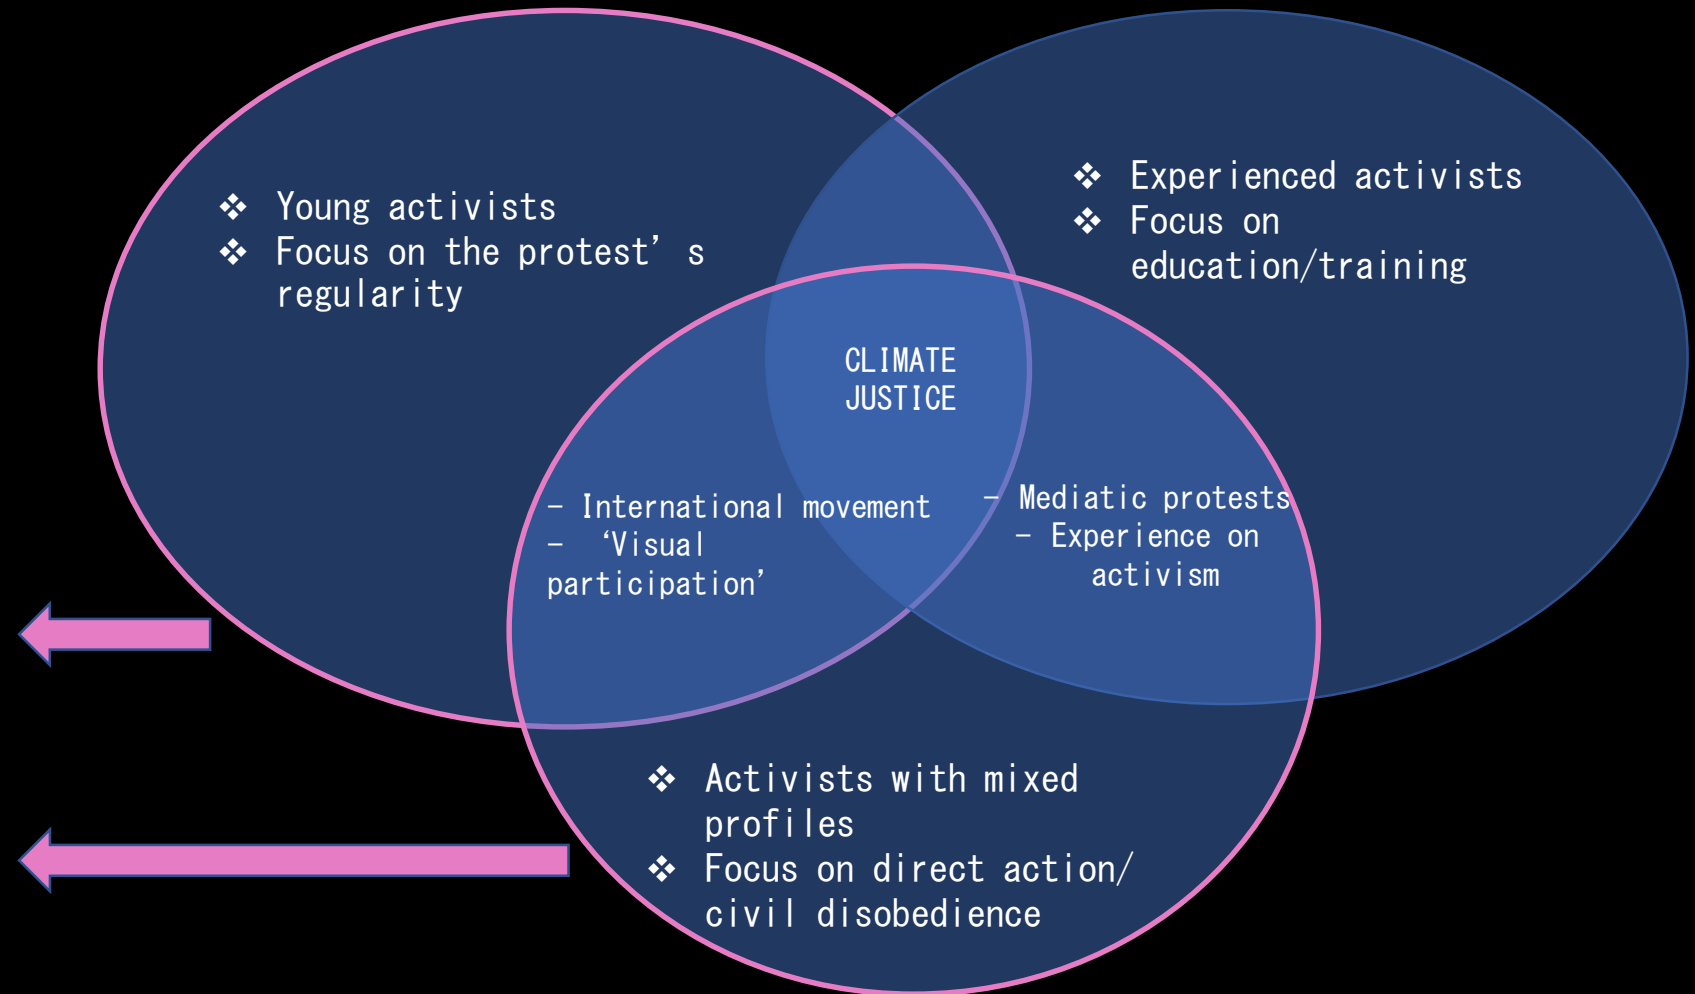 ❖ Young activists
❖ Focus on the protest’s
regularity
❖ Experienced activists
❖ Focus on
education/training
CLIMATE
JUSTICE
- International movement
- ‘Visual
participation’
- Mediatic protests
- Experience on
activism
❖ Activists with mixed
profiles
❖ Focus on direct action/
civil disobedience